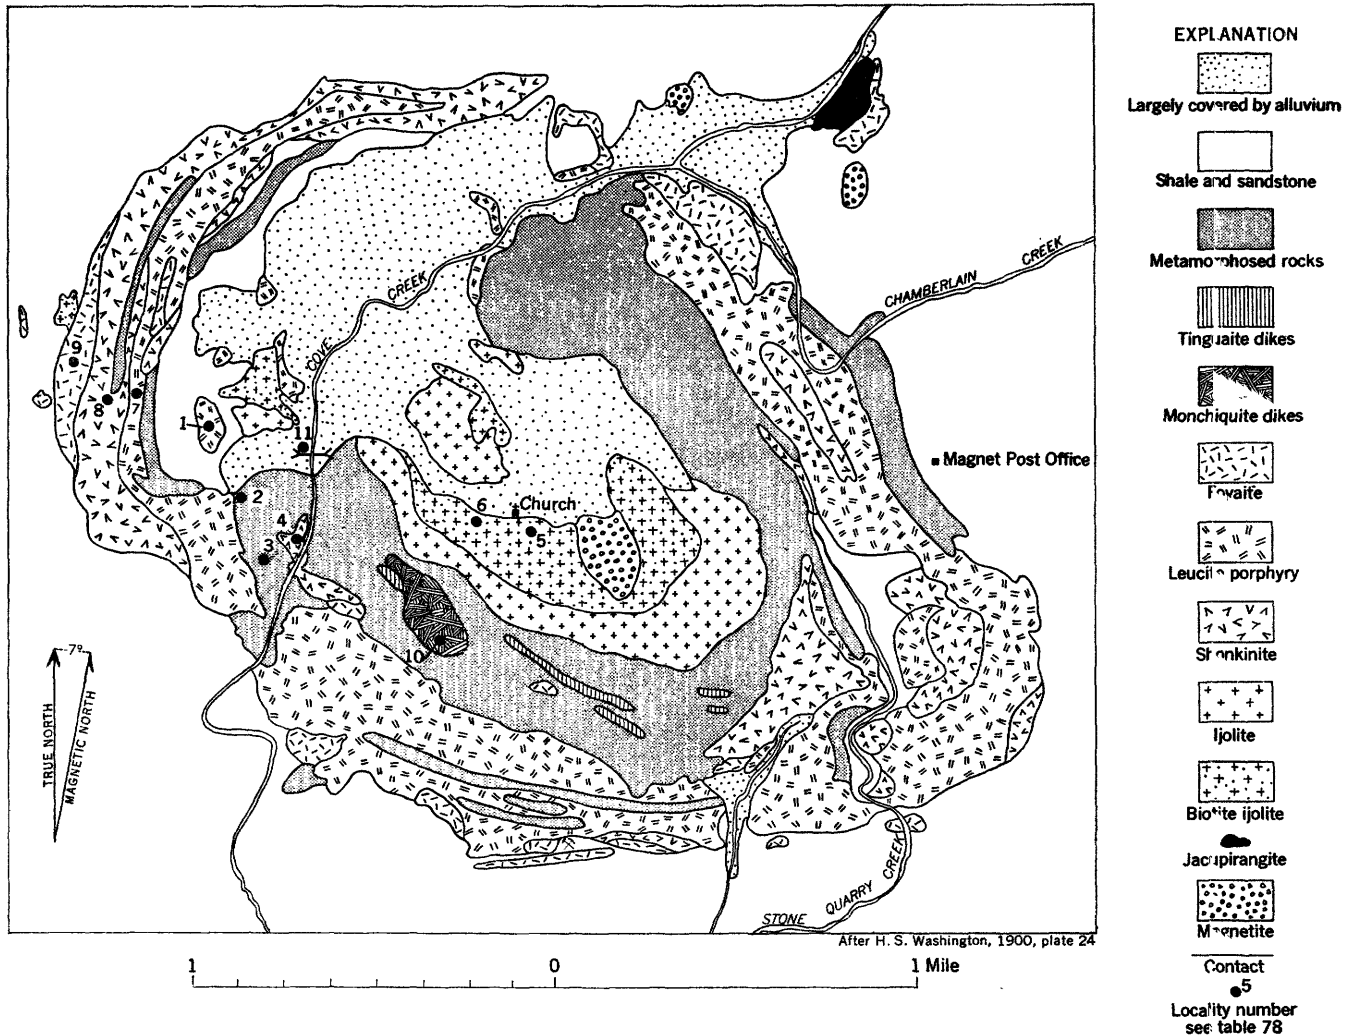 EXPLANATION
Largely covered by alluvium
Shale and sandstone
Metamorphosed rocks
Tinguaite dikes
Monchiquite dikes
Foyaite
Leucite porphyry
Shonkinite
Ijolite
Biotite ijolite
Jacupirangite
Magnetite
Contact
5
Locality number
see table 78
CREEK
COVE
CHAMBERLAIN CREEK
9
8
7
1
11
Magnet Post Office
2
6
Church
5
4
3
10
79
TRUE NORTH
MAGNETIC NORTH
STONE QUARRY CREEK
After H. S. Washington, 1900, plate 24
1 0 1 Mile